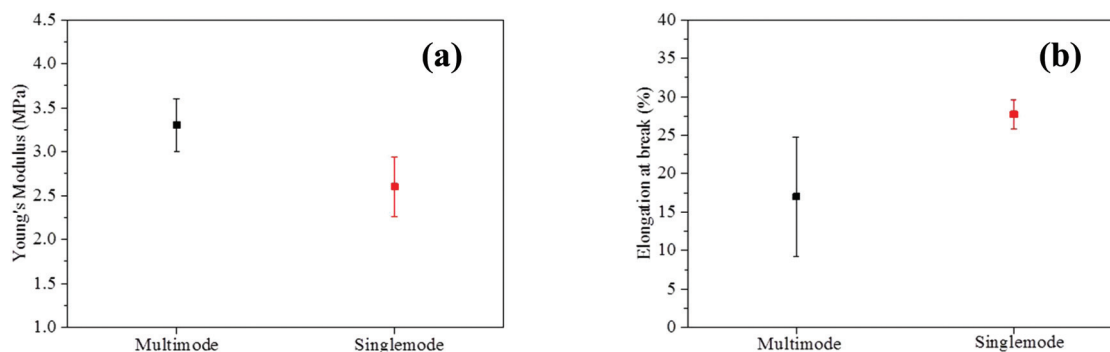 (a)
Young's Modulus (MPa)
4.5
4.0
3.5
3.0
2.5
2.0
1.5
1.0
Multimode
Singlemode
(b)
Elongation at break (%)
40
35
30
25
20
15
10
5
0
Multimode
Singlemode